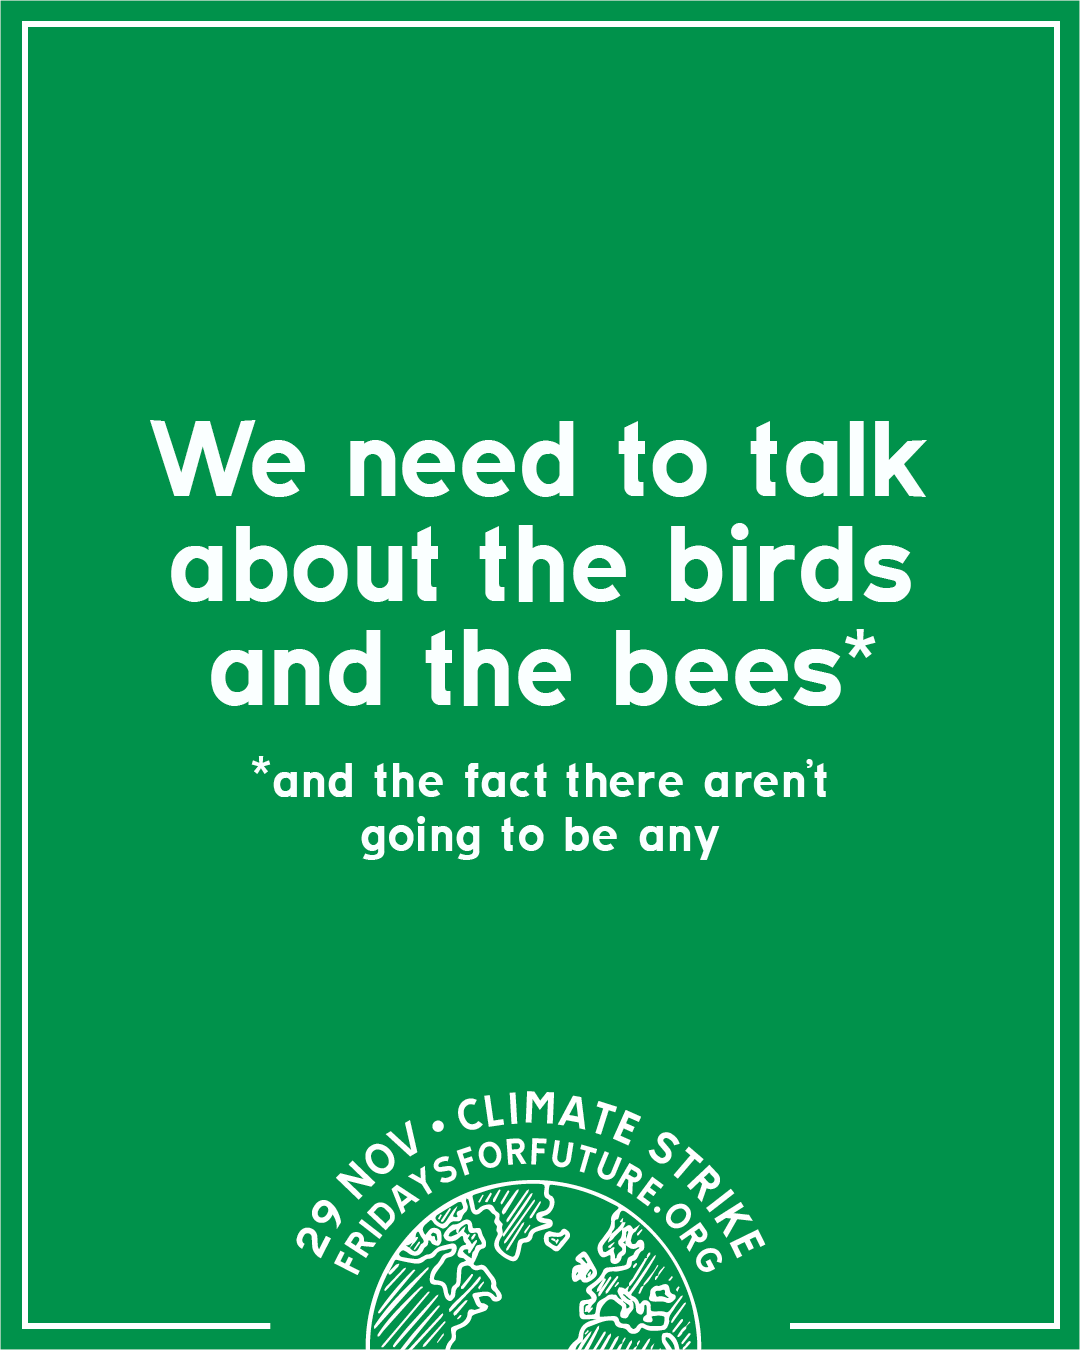 We need to talk
about the birds
and the bees*
*and the fact there aren't
going to be any
29 NOV • CLIMATE STRIKE
FRIDAYSFORFUTURE.ORG